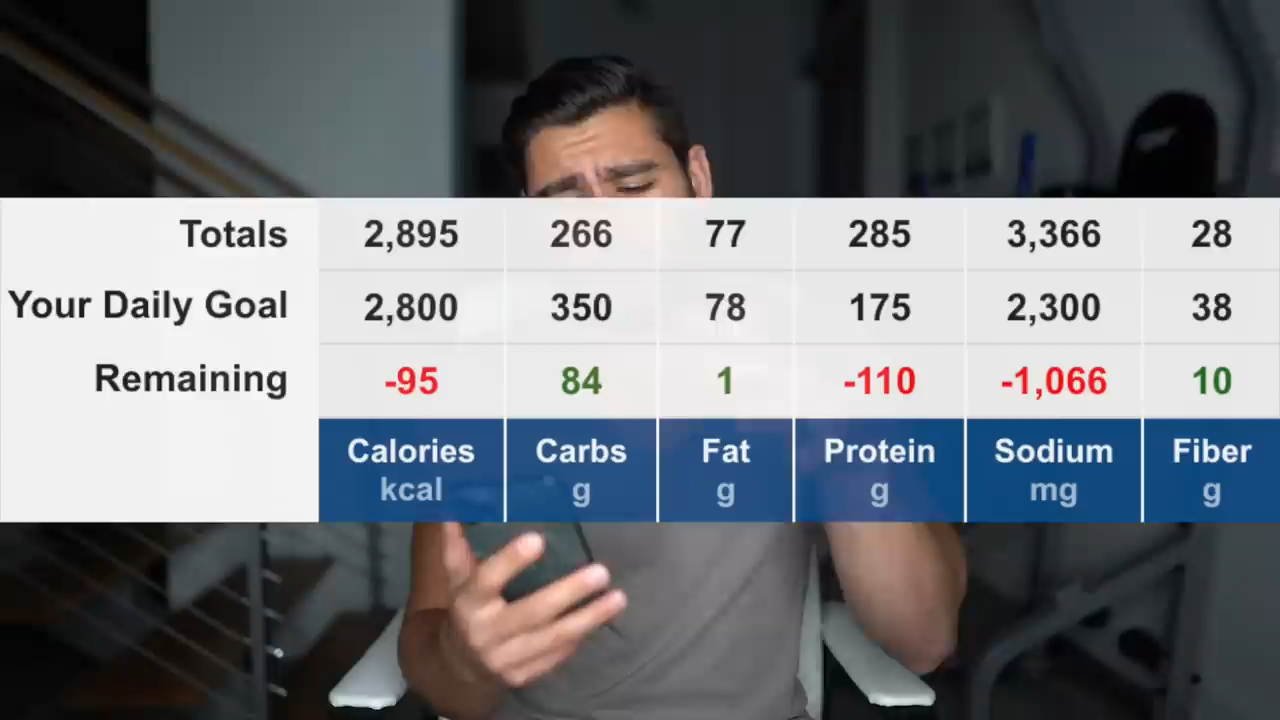 Totals 2,895 266 77 285 3,366 28
Your Daily Goal 2,800 350 78 175 2,300 38
Remaining -95 84 1 -110 -1,066 10
Calories Carbs Fat Protein Sodium Fiber
kcal g g g mg g